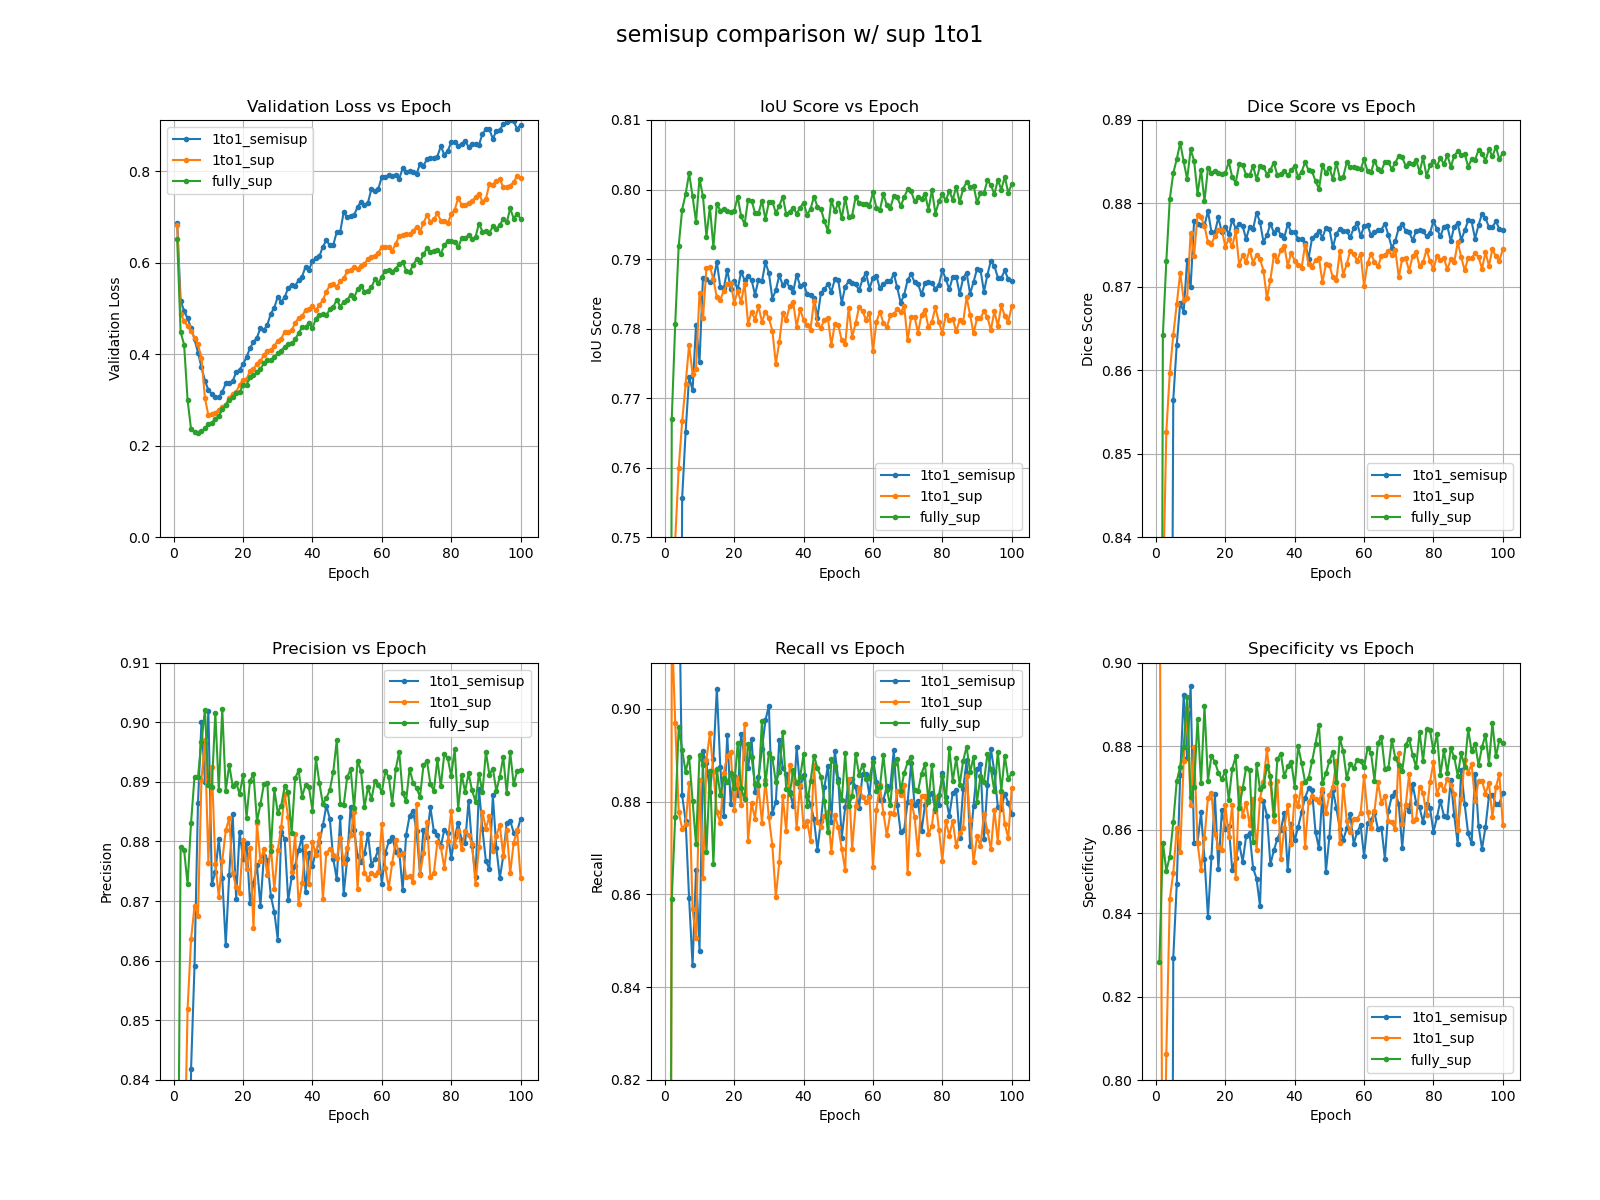 semisup comparison w/ sup 1to1
Validation Loss vs Epoch
Validation Loss
0.8
0.6
0.4
0.2
0.0
1to1_semisup
1to1_sup
fully_sup
0 20 40 60 80 100
Epoch
IoU Score vs Epoch
IoU Score
0.81
0.80
0.79
0.78
0.77
0.76
0.75
1to1_semisup
1to1_sup
fully_sup
0 20 40 60 80 100
Epoch
Dice Score vs Epoch
Dice Score
0.89
0.88
0.87
0.86
0.85
0.84
1to1_semisup
1to1_sup
fully_sup
0 20 40 60 80 100
Epoch
Precision vs Epoch
Precision
0.91
0.90
0.89
0.88
0.87
0.86
0.85
0.84
1to1_semisup
1to1_sup
fully_sup
0 20 40 60 80 100
Epoch
Recall vs Epoch
Recall
0.90
0.88
0.86
0.84
0.82
1to1_semisup
1to1_sup
fully_sup
0 20 40 60 80 100
Epoch
Specificity vs Epoch
Specificity
0.90
0.88
0.86
0.84
0.82
0.80
1to1_semisup
1to1_sup
fully_sup
0 20 40 60 80 100
Epoch